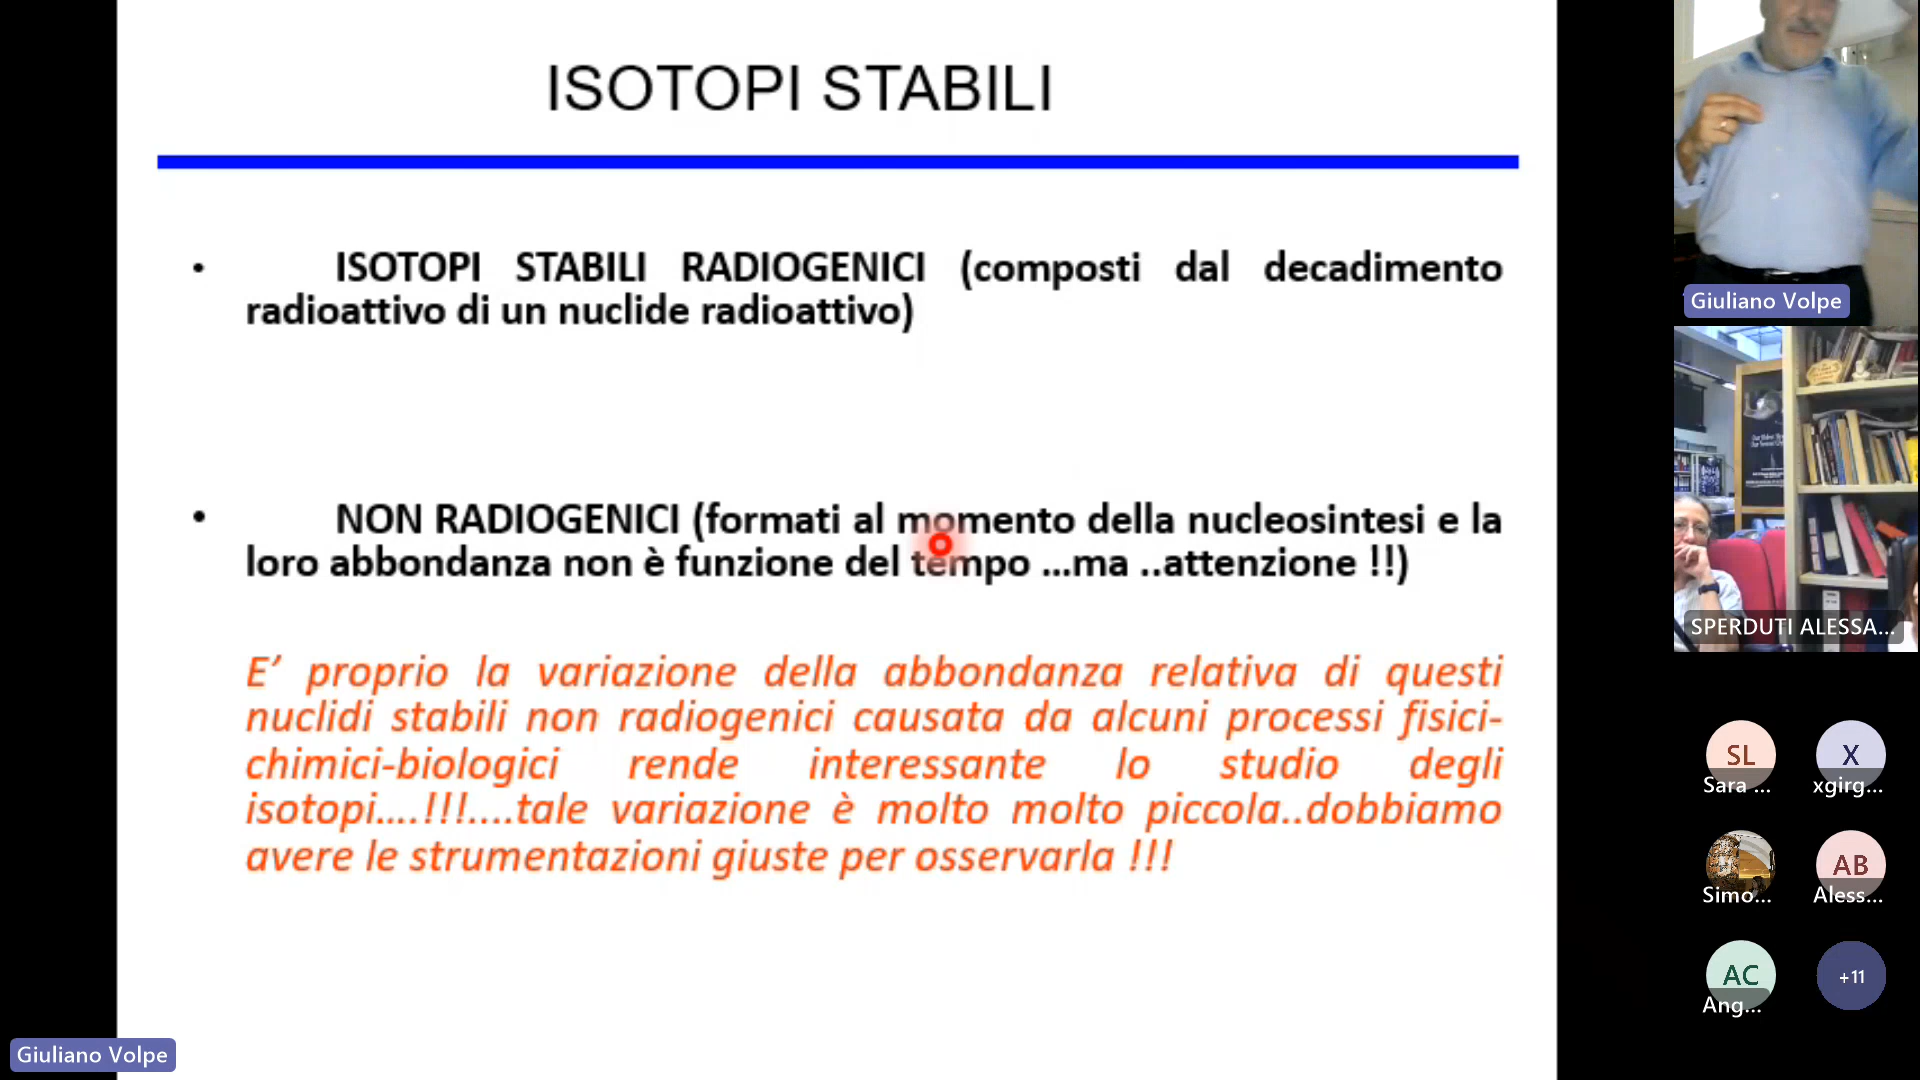 ISOTOPI STABILI
• ISOTOPI STABILI RADIOGENICI (composti dal decadimento
radioattivo di un nuclide radioattivo)
• NON RADIOGENICI (formati al momento della nucleosintesi e la
loro abbondanza non è funzione del tempo ...ma ..attenzione !!)
E’ proprio la variazione della abbondanza relativa di questi
nuclidi stabili non radiogenici causata da alcuni processi fisici-
chimici-biologici rende interessante lo studio degli
isotopi....!!!....tale variazione è molto molto piccola..dobbiamo
avere le strumentazioni giuste per osservarla !!!
Giuliano Volpe
Giuliano Volpe
SPERDUTI ALESSA...
SL
Sara ...
X
xgirg...
Simo...
AB
Aless...
AC
Ang...
+11